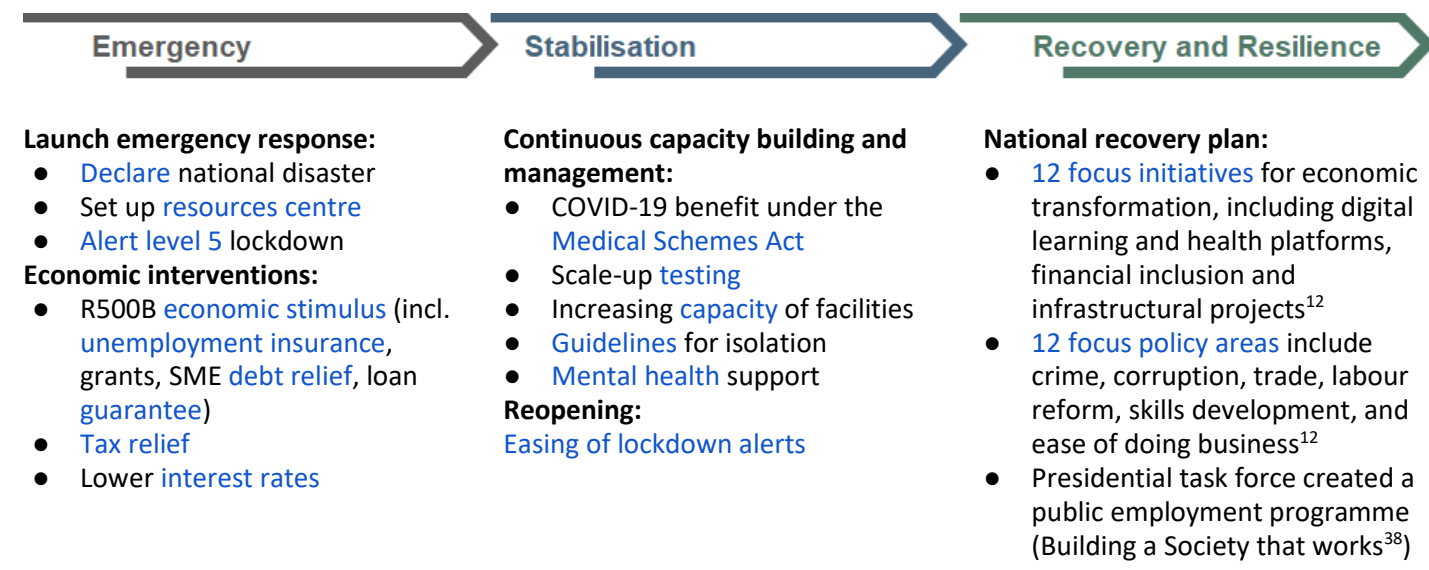 Emergency
Stabilisation
Recovery and Resilience
Launch emergency response:
● Declare national disaster
● Set up resources centre
● Alert level 5 lockdown
Economic interventions:
● R500B economic stimulus (incl.
unemployment insurance,
grants, SME debt relief, loan
guarantee)
● Tax relief
● Lower interest rates
Continuous capacity building and
management:
● COVID-19 benefit under the
Medical Schemes Act
● Scale-up testing
● Increasing capacity of facilities
● Guidelines for isolation
● Mental health support
Reopening:
Easing of lockdown alerts
National recovery plan:
● 12 focus initiatives for economic
transformation, including digital
learning and health platforms,
financial inclusion and
infrastructural projects12
● 12 focus policy areas include
crime, corruption, trade, labour
reform, skills development, and
ease of doing business12
● Presidential task force created a
public employment programme
(Building a Society that works38)